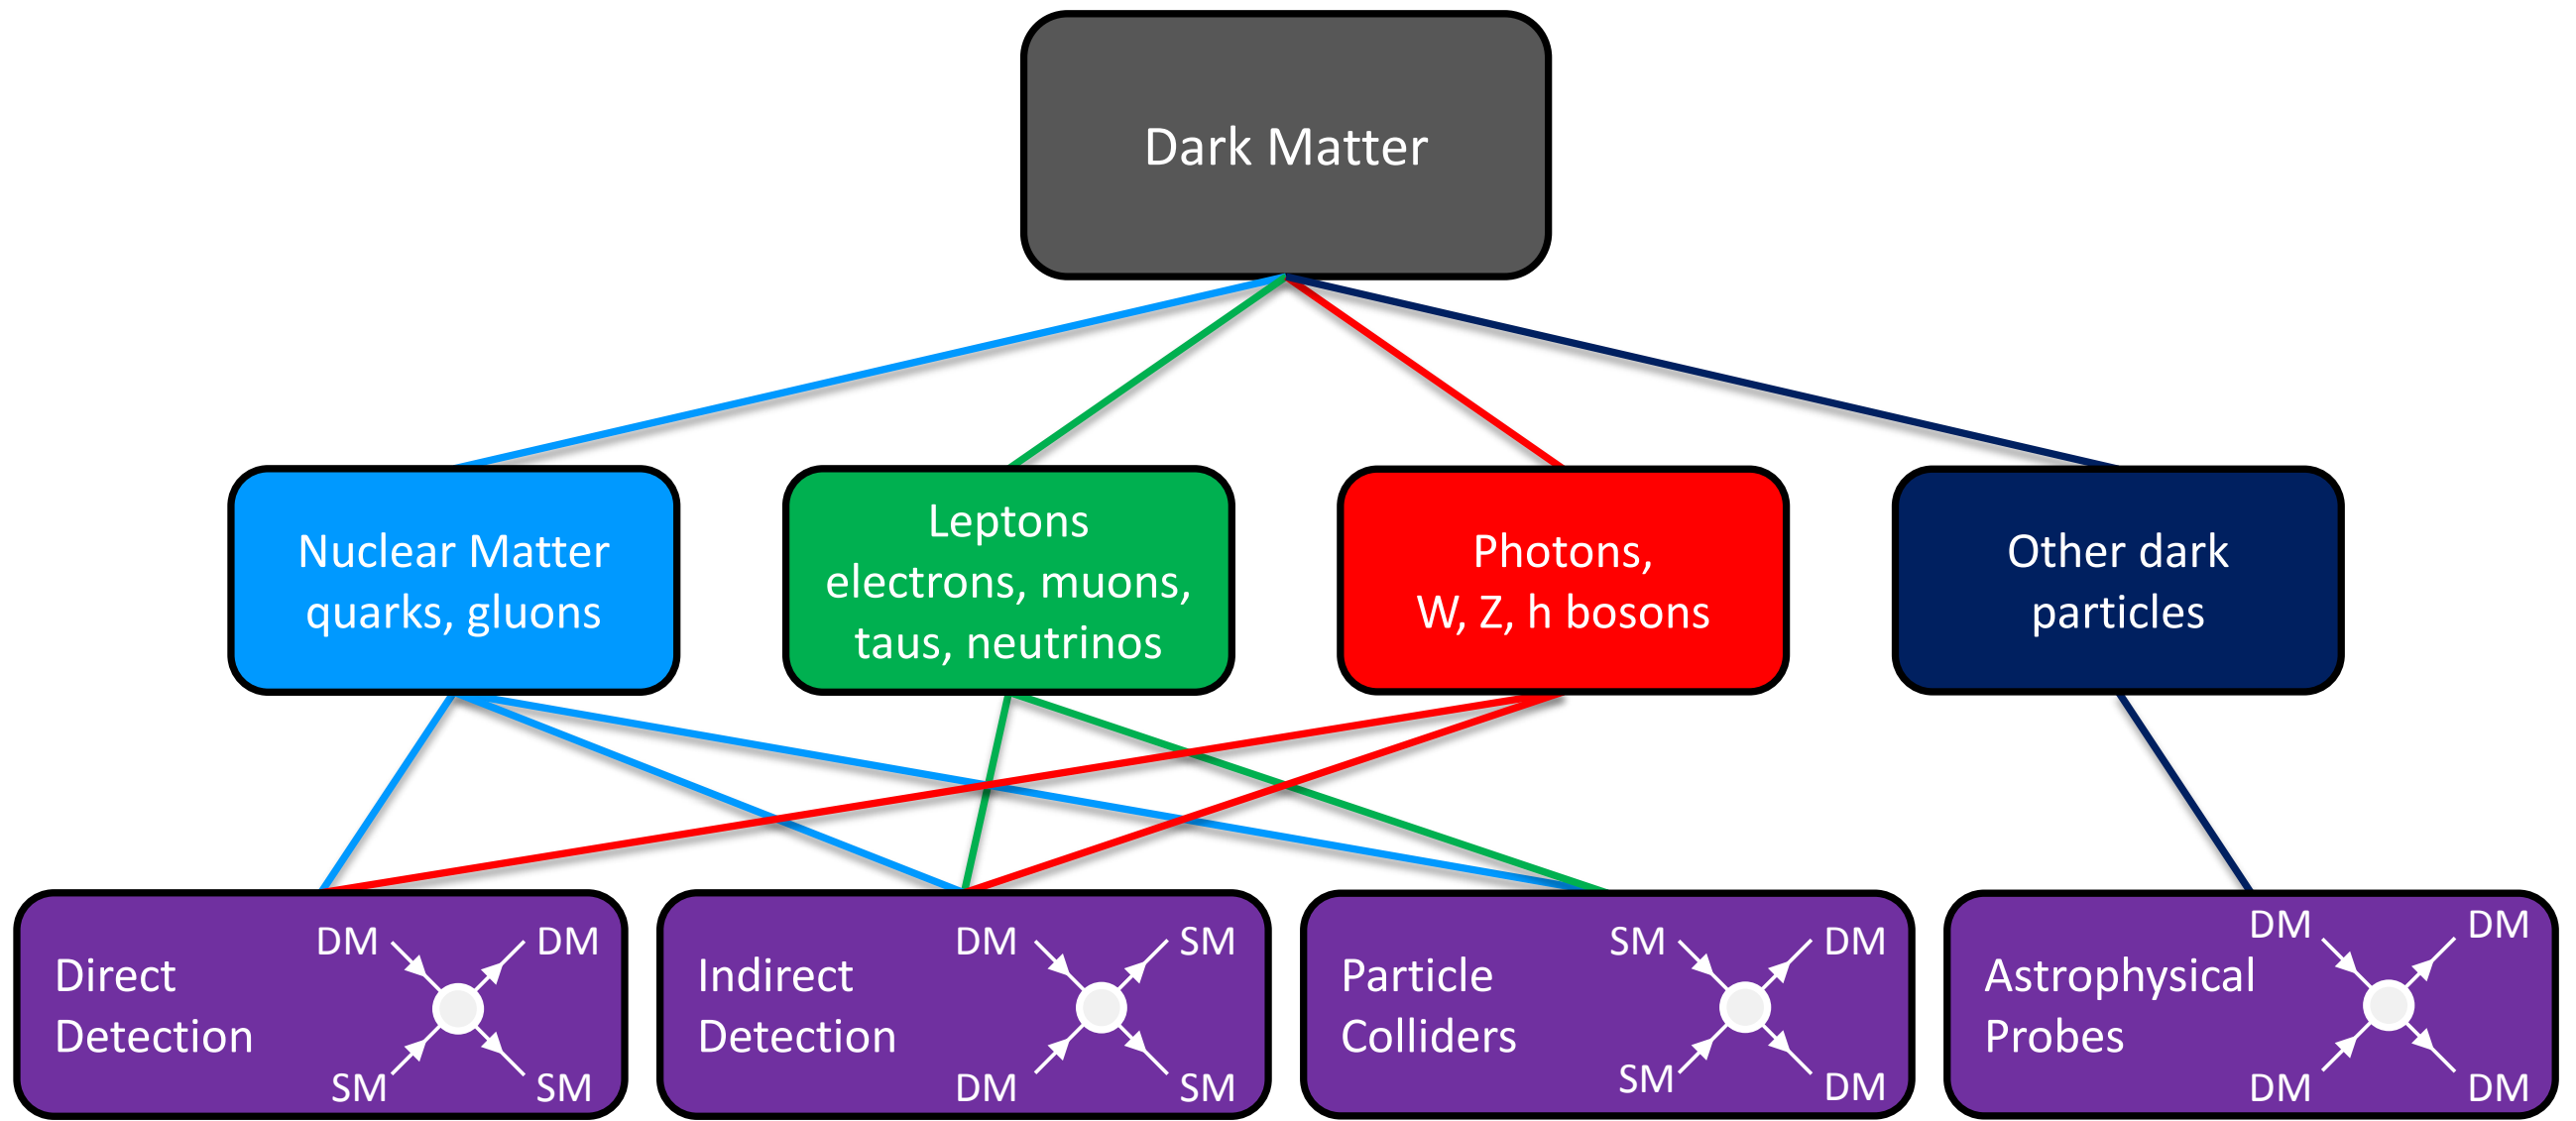 Dark Matter
Nuclear Matter
quarks, gluons
Leptons
electrons, muons,
taus, neutrinos
Photons,
W, Z, h bosons
Other dark
particles
Direct
Detection
DM
DM
SM
SM
Indirect
Detection
DM
SM
DM
SM
Particle
Colliders
SM
DM
SM
DM
Astrophysical
Probes
DM
DM
DM
DM